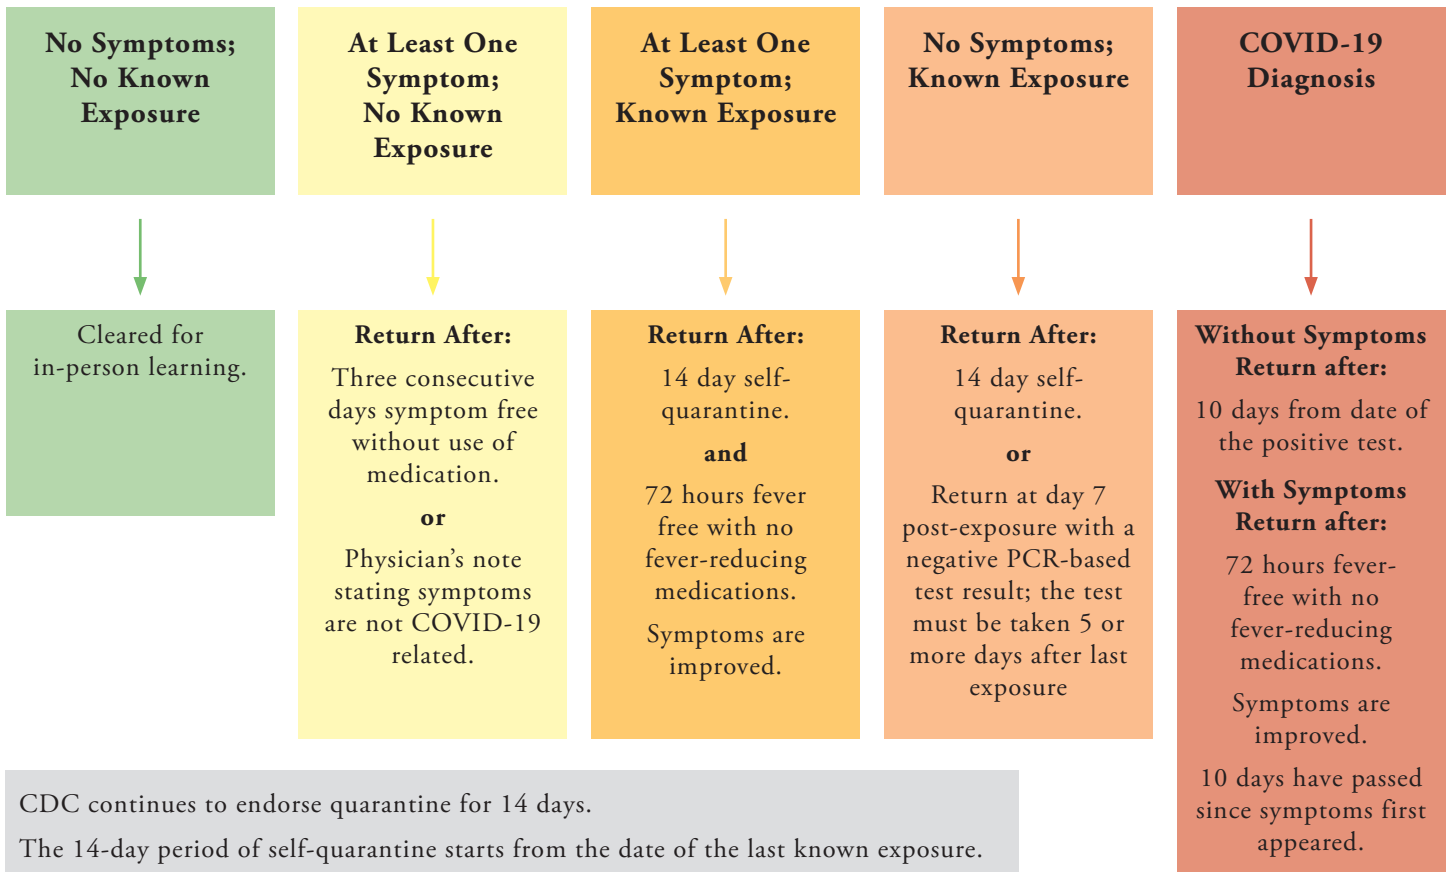 No Symptoms;
No Known
Exposure
At Least One
Symptom;
No Known
Exposure
At Least One
Symptom;
Known Exposure
No Symptoms;
Known Exposure
COVID-19
Diagnosis
Cleared for
in-person learning.
Return After:
Three consecutive
days symptom free
without use of
medication.
or
Physician’s note
stating symptoms
are not COVID-19
related.
Return After:
14 day self-
quarantine.
and
72 hours fever
free with no
fever-reducing
medications.
Symptoms are
improved.
Return After:
14 day self-
quarantine.
or
Return at day 7
post-exposure with a
negative PCR-based
test result; the test
must be taken 5 or
more days after last
exposure
Without Symptoms
Return after:
10 days from date of
the positive test.
With Symptoms
Return after:
72 hours fever-
free with no
fever-reducing
medications.
Symptoms are
improved.
10 days have passed
since symptoms first
appeared.
CDC continues to endorse quarantine for 14 days.
The 14-day period of self-quarantine starts from the date of the last known exposure.